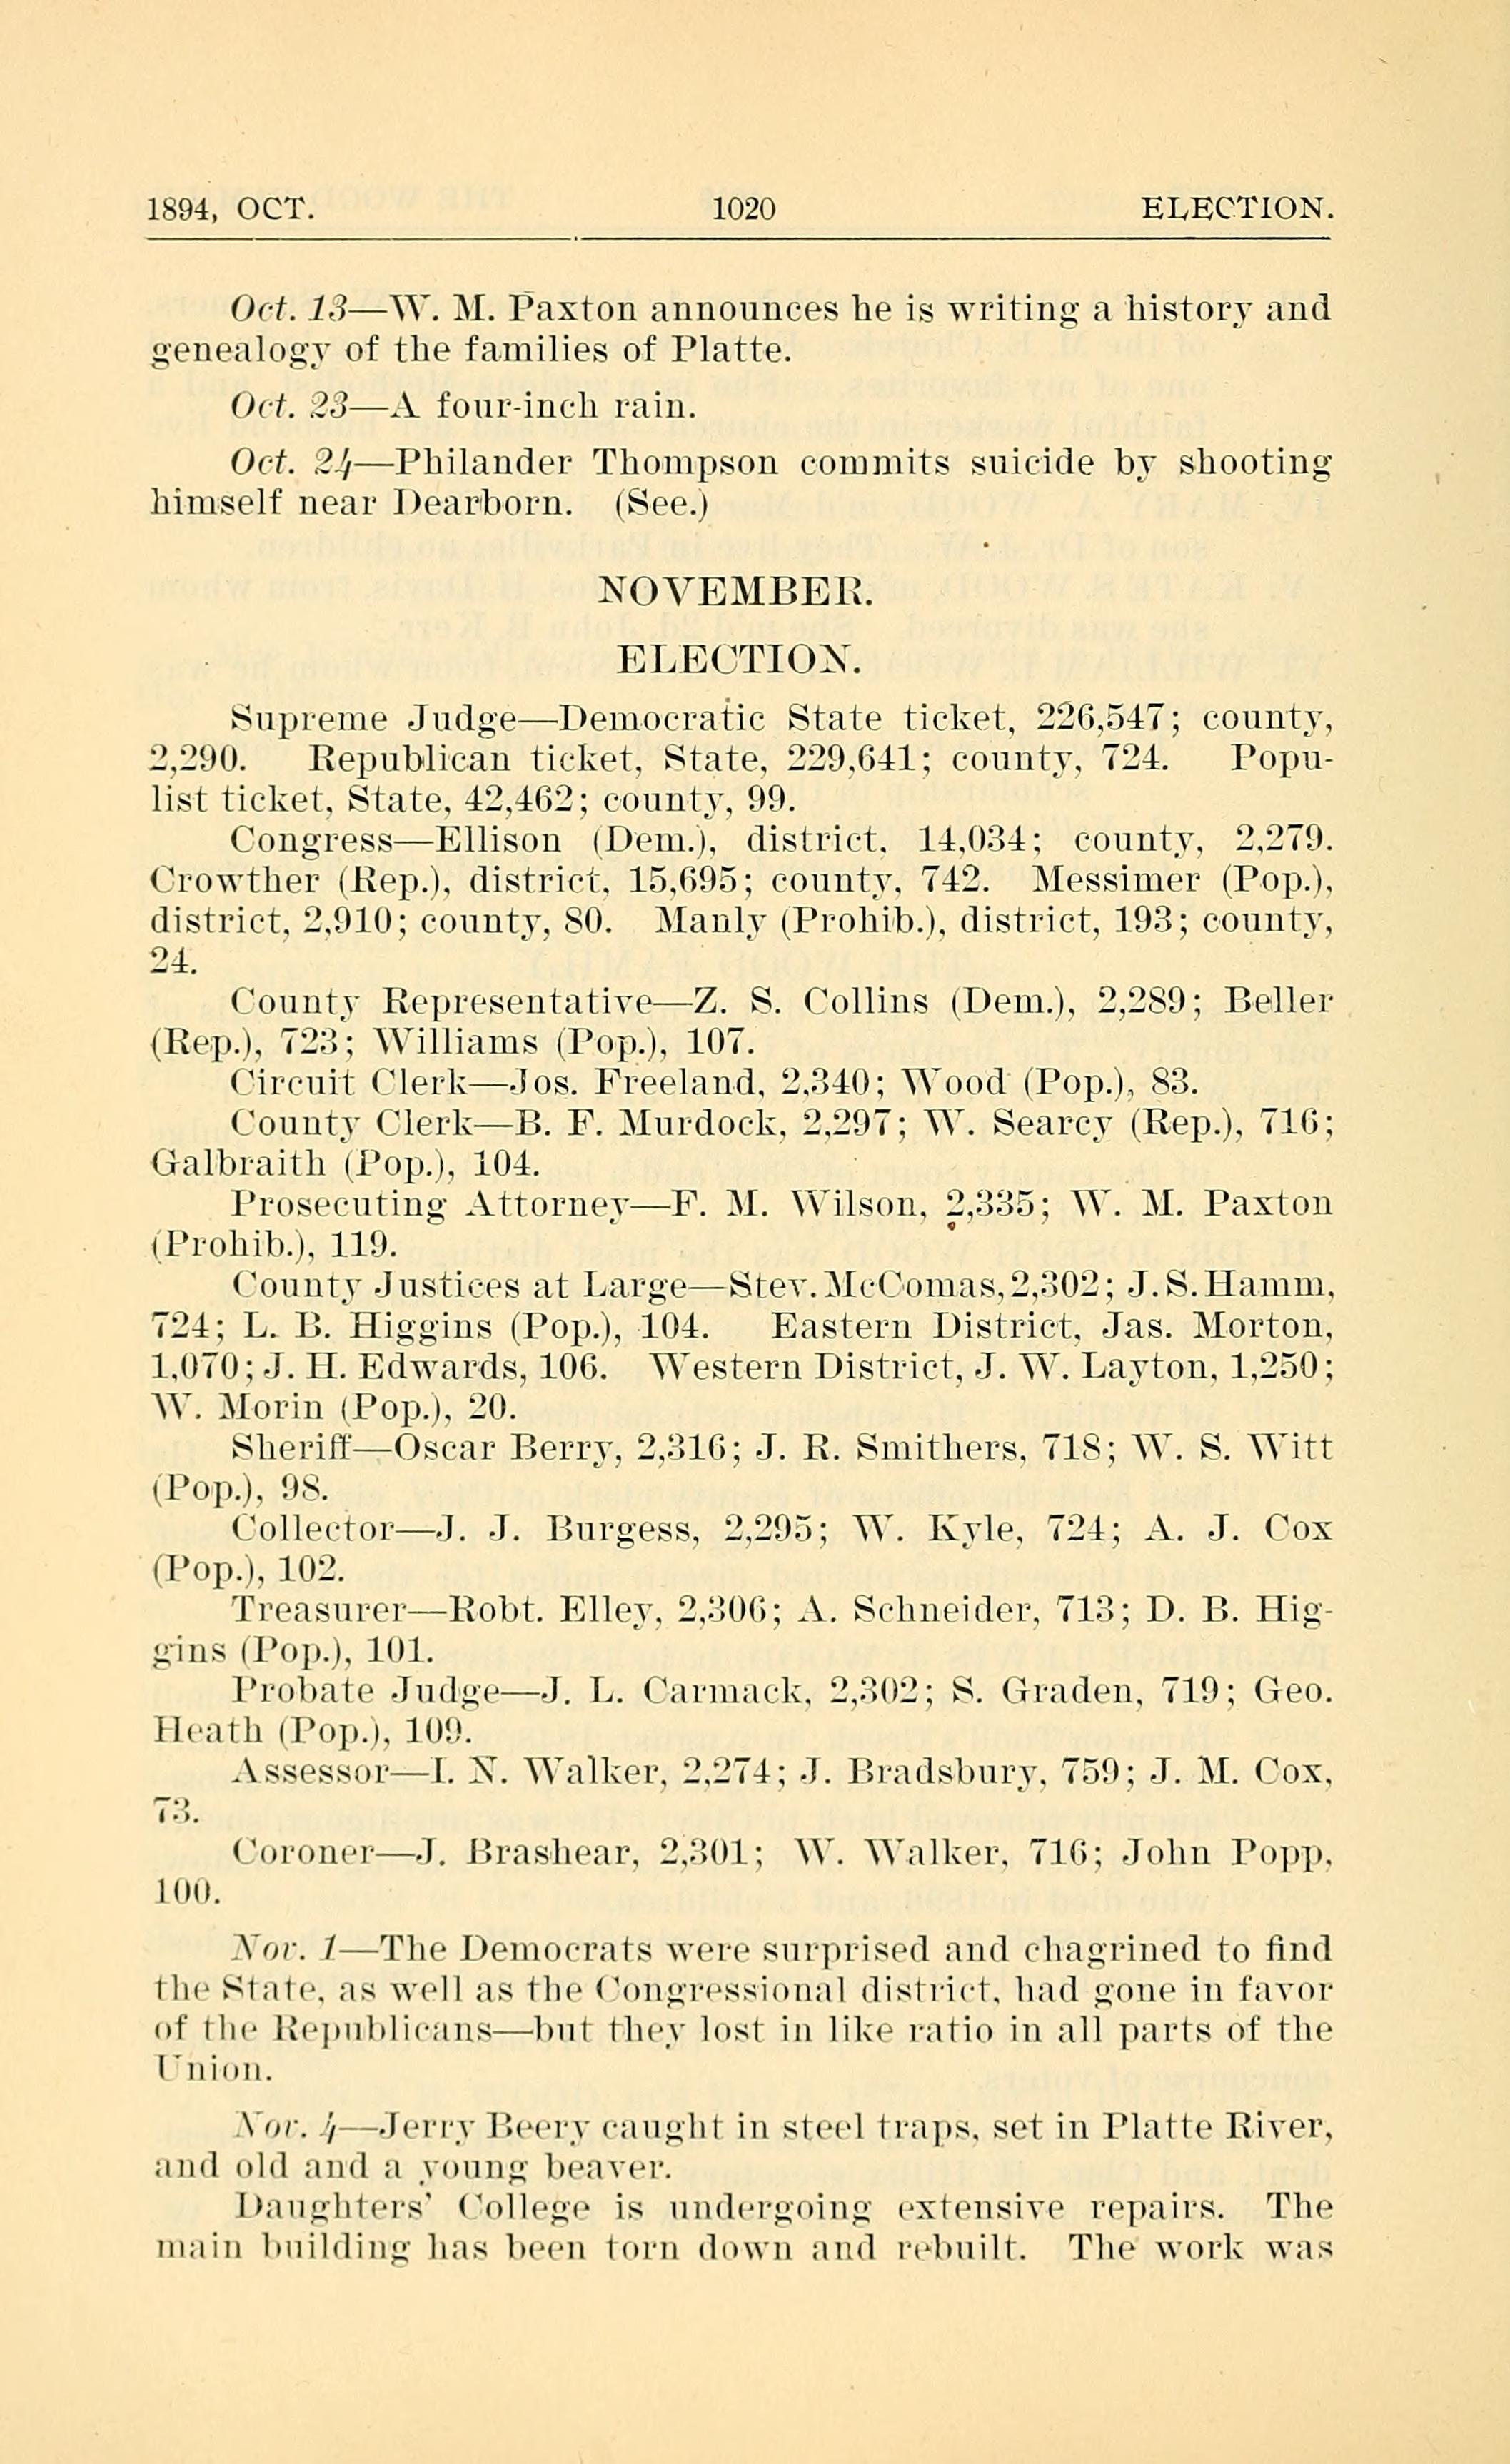 1894, OCT. 1020 ELECTION.
Oct. 13—W. M. Paxton announces he is writing a history and
genealogy of the families of Platte.
Oct. 23—A four-inch rain.
Oct. 24—Philander Thompson commits suicide by shooting
himself near Dearborn. (See.)
NOVEMBER.
ELECTION.
Supreme Judge—Democratic State ticket, 226,547; county,
2,290. Republican ticket, State, 229,641; county, 724. Popu-
list ticket, State, 42,462; county, 99.
Congress—Ellison (Dem.), district, 14,034; county, 2,279.
Crowther (Rep.), district, 15,695; county, 742. Messimer (Pop.),
district, 2,910; county, 80. Manly (Prohib.), district, 193; county,
24.
County Representative—Z. S. Collins (Dem.), 2,289; Beller
(Rep.), 723; Williams (Pop.), 107.
Circuit Clerk—Jos. Freeland, 2,340; Wood (Pop.), 83.
County Clerk—B. F. Murdock, 2,297; W. Searcy (Rep.), 716;
Galbraith (Pop.), 104.
Prosecuting Attorney—F. M. Wilson, 2,335; W. M. Paxton
(Prohib.), 119.
County Justices at Large—Stev. McComas, 2,302; J. S. Hamm,
724; L. B. Higgins (Pop.), 104. Eastern District, Jas. Morton,
1,070; J. H. Edwards, 106. Western District, J. W. Layton, 1,250;
W. Morin (Pop.), 20.
Sheriff—Oscar Berry, 2,316; J. R. Smithers, 718; W. S. Witt
(Pop.), 98.
Collector—J. J. Burgess, 2,295; W. Kyle, 724; A. J. Cox
(Pop.), 102.
Treasurer—Robt. Elley, 2,306; A. Schneider, 713; D. B. Hig-
gins (Pop.), 101.
Probate Judge—J. L. Carmack, 2,302; S. Graden, 719; Geo.
Heath (Pop.), 109.
Assessor—I. N. Walker, 2,274; J. Bradsbury, 759; J. M. Cox,
73.
Coroner—J. Brashear, 2,301; W. Walker, 716; John Popp,
100.
Nov. 1—The Democrats were surprised and chagrined to find
the State, as well as the Congressional district, had gone in favor
of the Republicans—but they lost in like ratio in all parts of the
Union.
Nov. 4—Jerry Beery caught in steel traps, set in Platte River,
and old and a young beaver.
Daughters' College is undergoing extensive repairs. The
main building has been torn down and rebuilt. The work was